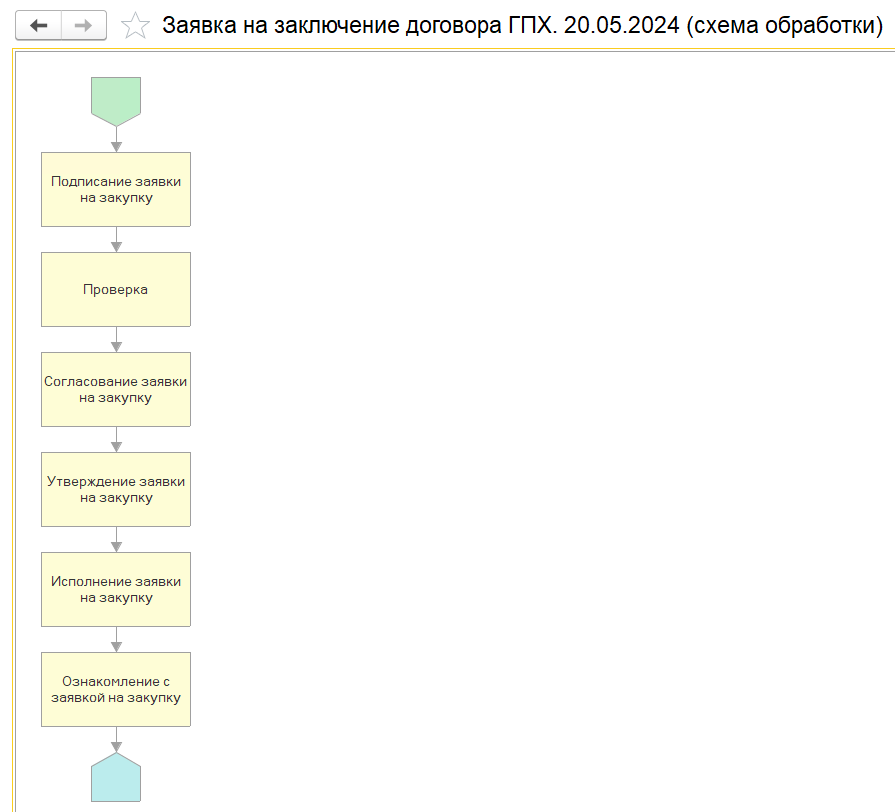 Заявка на заключение договора ГПХ. 20.05.2024 (схема обработки)
Подписание заявки
на закупку
Проверка
Согласование заявки
на закупку
Утверждение заявки
на закупку
Исполнение заявки
на закупку
Ознакомление с
заявкой на закупку